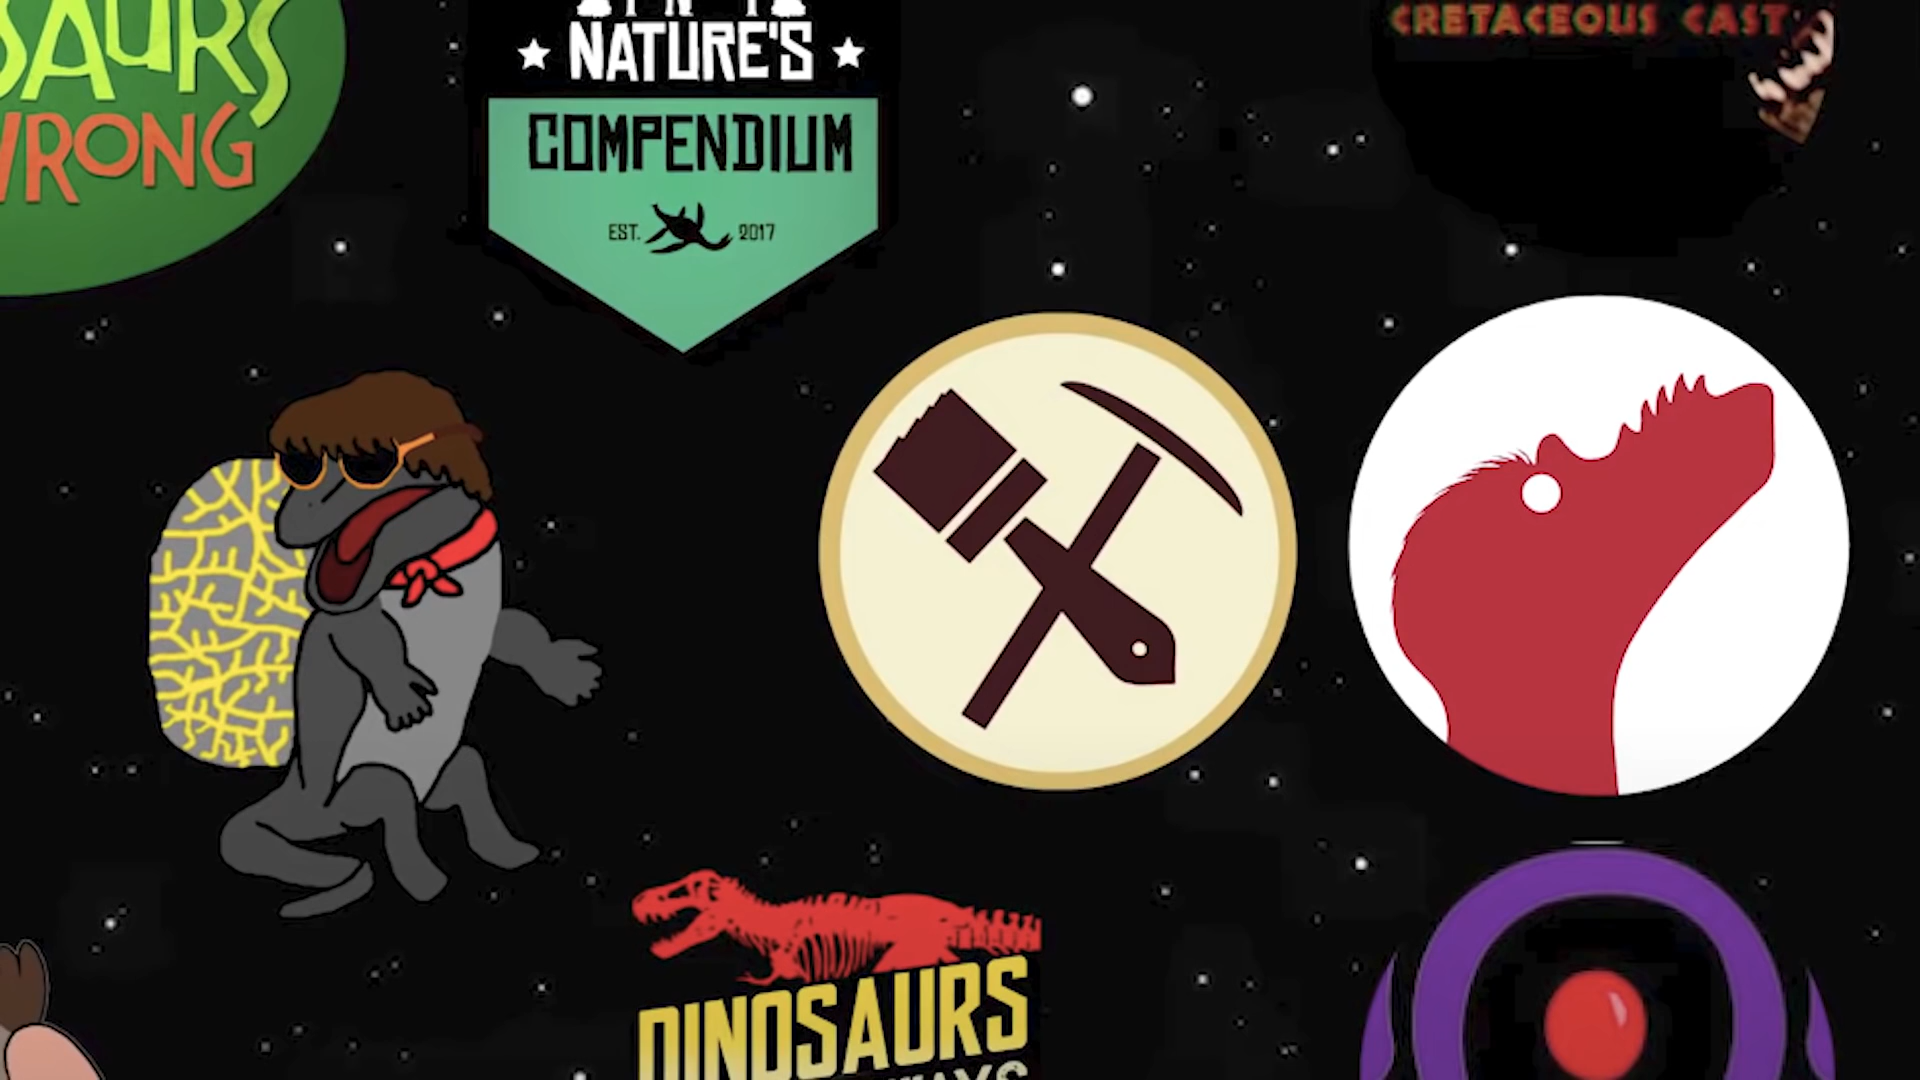 SAURS
WRONG
NATURE'S
COMPENDIUM
EST. 2017
CRETACEOUS CAST
DINOSAURS